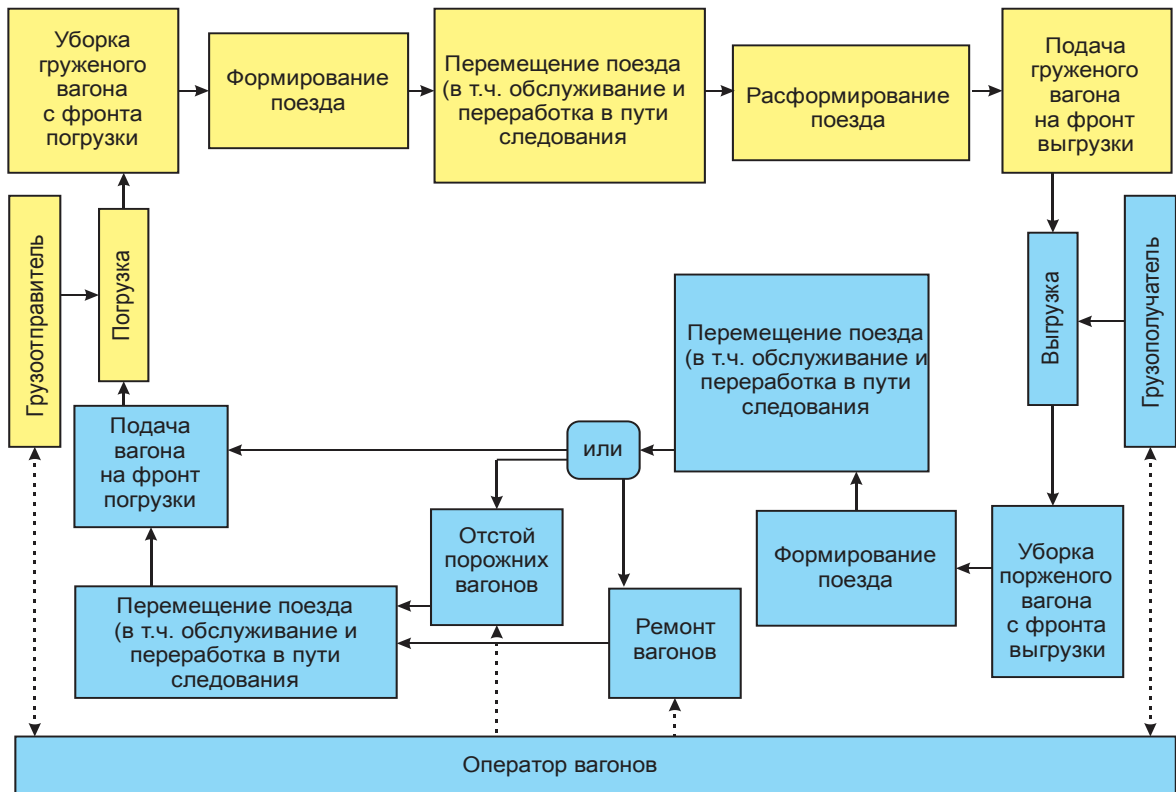 Уборка
груженого
вагона
с фронта
погрузки
Формирование
поезда
Перемещение поезда
(в т.ч. обслуживание и
переработка в пути
следования
Расформирование
поезда
Подача
груженого
вагона
на фронт
выгрузки
Грузоотправитель
Погрузка
Выгрузка
Грузополучатель
Перемещение поезда
(в т.ч. обслуживание и
переработка в пути
следования
или
Подача
вагона
на фронт
погрузки
Отстой
порожних
вагонов
Формирование
поезда
Уборка
порженого
вагона
с фронта
выгрузки
Перемещение поезда
(в т.ч. обслуживание и
переработка в пути
следования
Ремонт
вагонов
Оператор вагонов